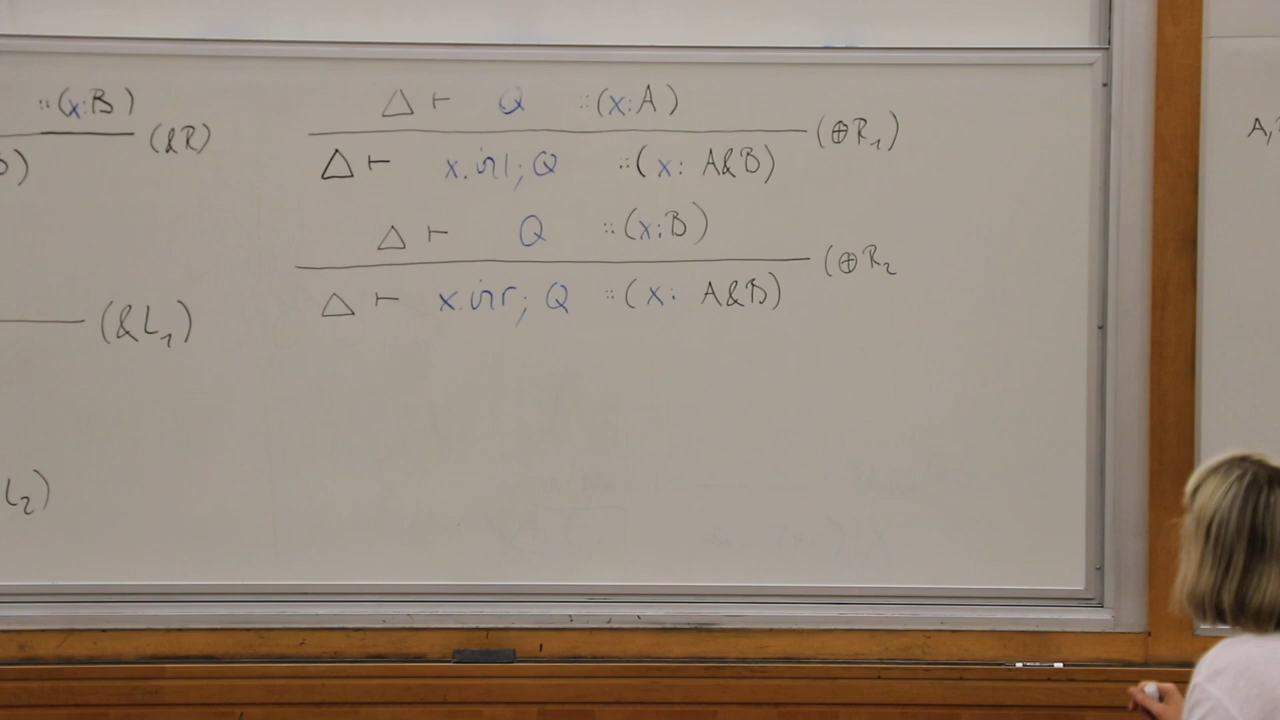 ::(x:B)
(&R)
)
Δ ⊢ Q ::(x:A)
(⊕R₁)
Δ ⊢ x.inl; Q ::(x: A&B)
Δ ⊢ Q ::(x:B)
(⊕R₂
Δ ⊢ x.inr; Q ::(x: A&B)
(&L₁)
L₂)
A,